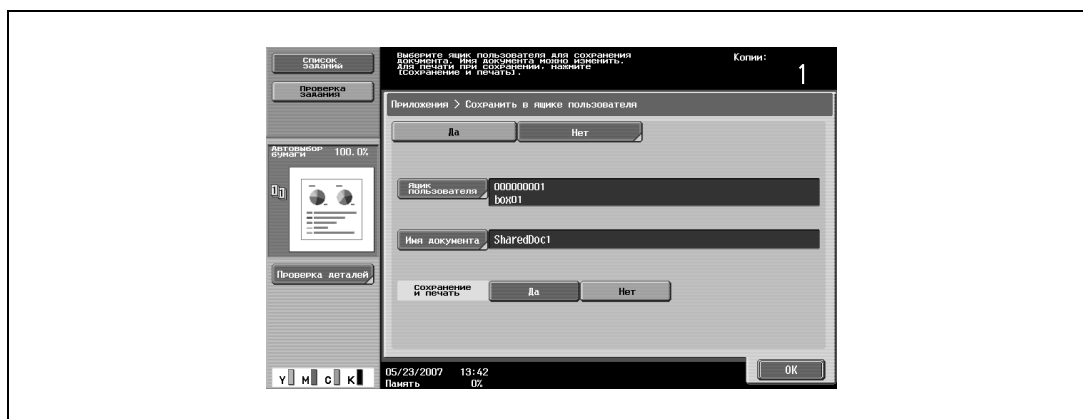 Список
заданий
Проверка
задания
Выберите ящик пользователя для сохранения
документа. Имя документа можно изменить.
Для печати при сохранении, нажмите
[Сохранение и печать].
Копии:
1
Приложения > Сохранить в ящике пользователя
Да
Нет
Автовыбор
бумаги
100.0%
Ящик
пользователя
000000001
box01
Имя документа
SharedDoc1
Проверка деталей
Сохранение
и печать
Да
Нет
Y M C K
05/23/2007 13:42
Память 0%
OK